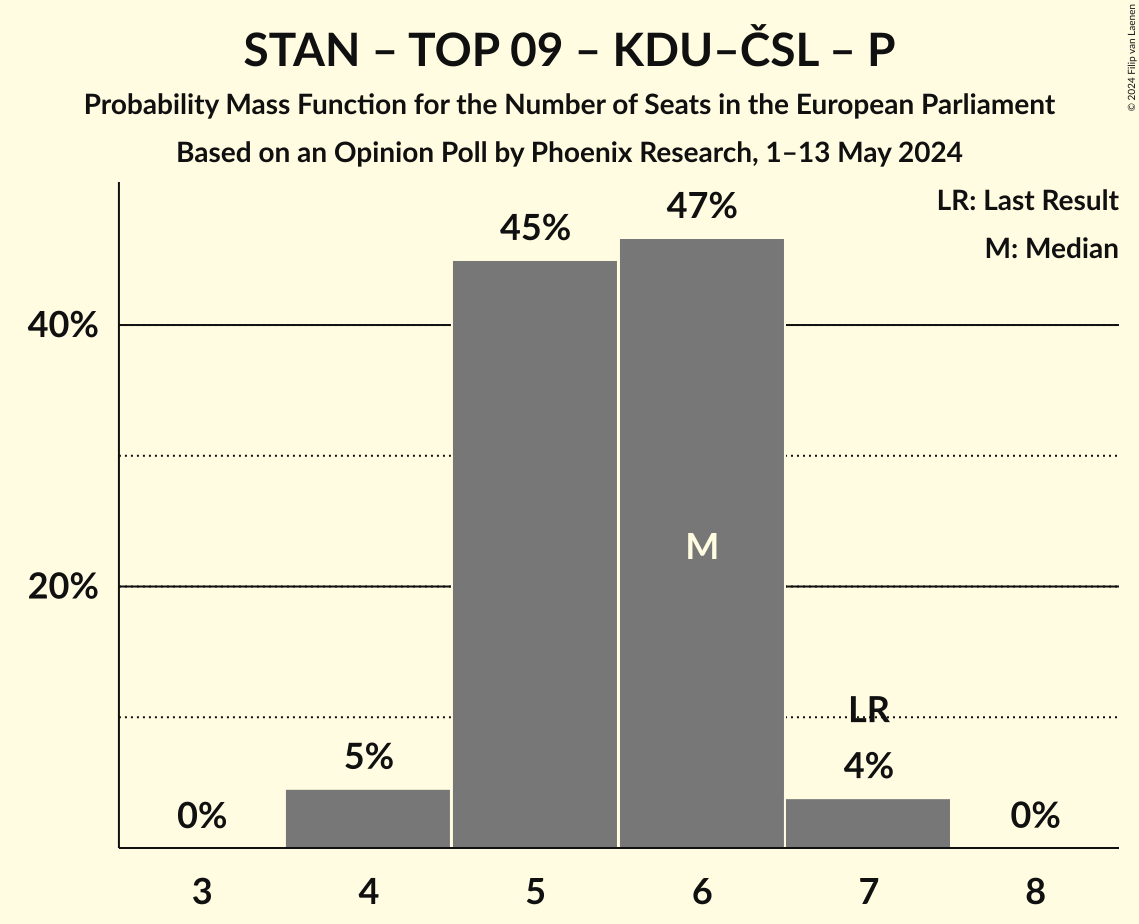 STAN – TOP 09 – KDU–ČSL – P
Probability Mass Function for the Number of Seats in the European Parliament
Based on an Opinion Poll by Phoenix Research, 1–13 May 2024
© 2024 Filip van Laenen
LR: Last Result
M: Median
45%
47%
40%
M
20%
LR
5%
4%
0%
0%
3 4 5 6 7 8